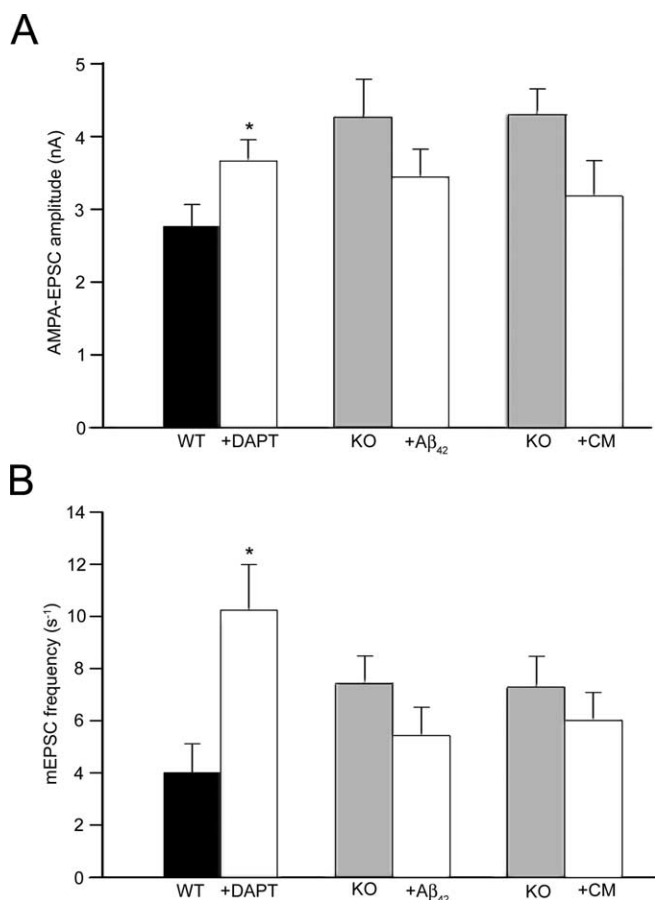 A
AMPA-EPSC amplitude (nA)
5
4
3
2
1
0
*
WT +DAPT KO +Aβ₄₂ KO +CM
B
mEPSC frequency (s⁻¹)
14
12
10
8
6
4
2
0
*
WT +DAPT KO +Aβ₄₂ KO +CM